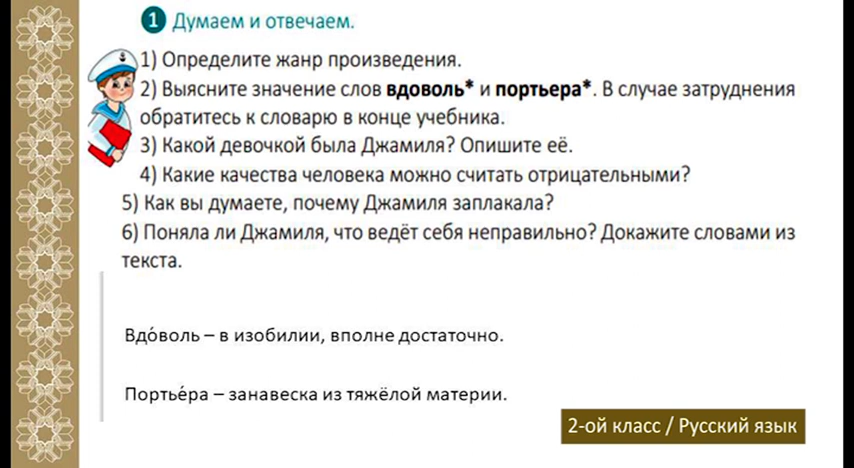 1 Думаем и отвечаем.
1) Определите жанр произведения.
2) Выясните значение слов вдоволь* и портьера*. В случае затруднения
обратитесь к словарю в конце учебника.
3) Какой девочкой была Джамиля? Опишите её.
4) Какие качества человека можно считать отрицательными?
5) Как вы думаете, почему Джамиля заплакала?
6) Поняла ли Джамиля, что ведёт себя неправильно? Докажите словами из
текста.
Вдо́воль – в изобилии, вполне достаточно.
Портье́ра – занавеска из тяжёлой материи.
2-ой класс / Русский язык